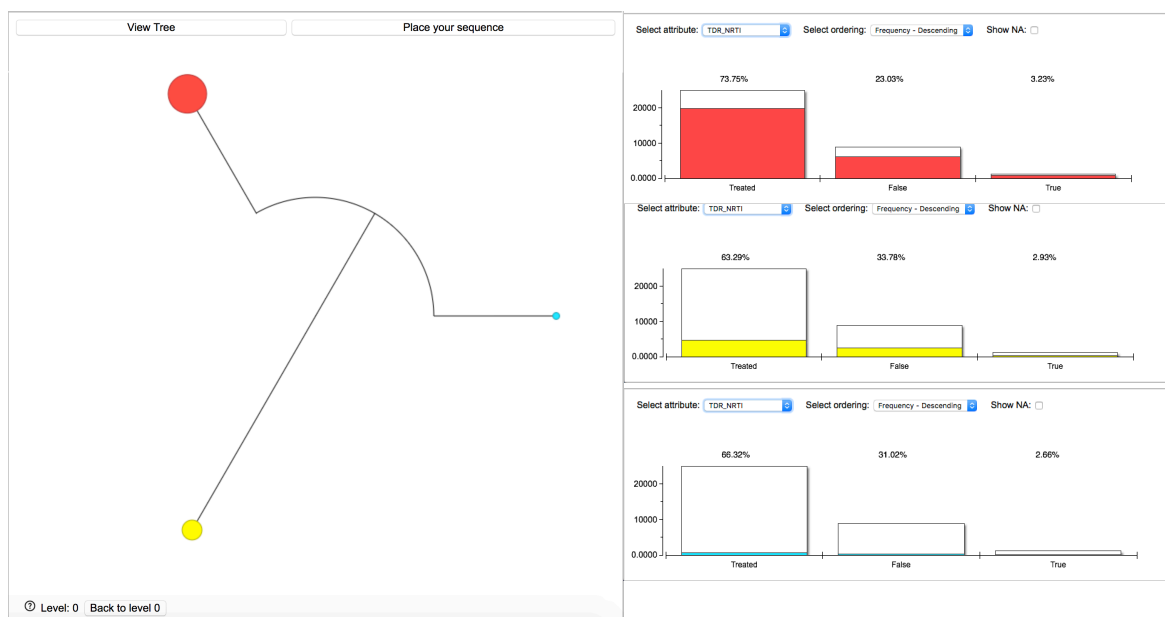 View Tree
Place your sequence
Level: 0 Back to level 0
Select attribute: TDR_NRTI Select ordering: Frequency - Descending Show NA:
73.75% 23.03% 3.23%
20000
10000
0.0000
Treated False True
Select attribute: TDR_NRTI Select ordering: Frequency - Descending Show NA:
63.29% 33.78% 2.93%
20000
10000
0.0000
Treated False True
Select attribute: TDR_NRTI Select ordering: Frequency - Descending Show NA:
66.32% 31.02% 2.66%
20000
10000
0.0000
Treated False True